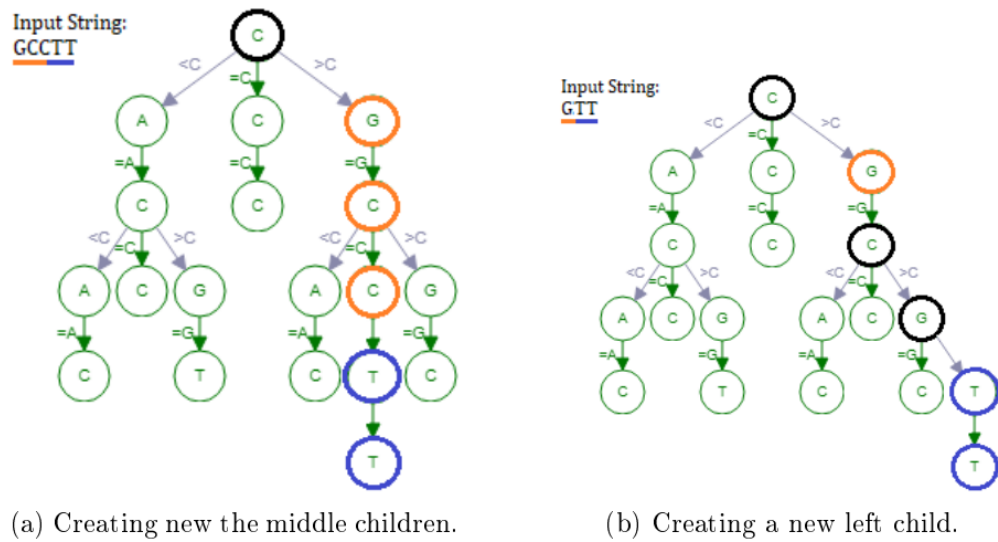 Input String:
GCCTT
C
<C
=C
>C
A
C
G
=A
=C
=G
C
C
C
<C
=C
>C
<C
=C
>C
A
C
G
A
C
G
=A
=G
=A
=G
C
T
C
T
C
T
(a) Creating new the middle children.
Input String:
GTT
C
<C
=C
>C
A
C
G
=A
=C
=G
C
C
C
<C
=C
>C
<C
=C
>C
A
C
G
A
C
G
=A
=G
=A
=G
C
T
C
C
T
T
(b) Creating a new left child.